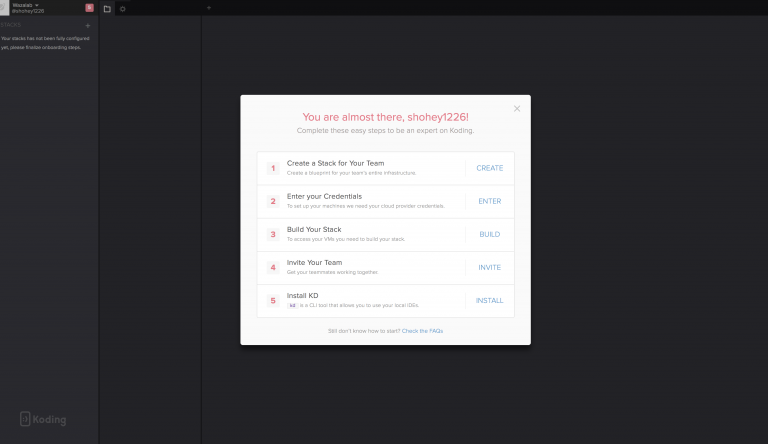 Wazalab
@shohey1226
S
STACKS
Your stacks has not been fully configured
yet, please finalize onboarding steps.
You are almost there, shohey1226!
Complete these easy steps to be an expert on Koding.
1
Create a Stack for Your Team
Create a blueprint for your team's entire infrastructure.
CREATE
2
Enter your Credentials
To set up your machines we need your cloud provider credentials.
ENTER
3
Build Your Stack
To access your VMs you need to build your stack.
BUILD
4
Invite Your Team
Get your teammates working together.
INVITE
5
Install KD
kd is a CLI tool that allows you to use your local IDEs.
INSTALL
Still don't know how to start? Check the FAQs
Koding